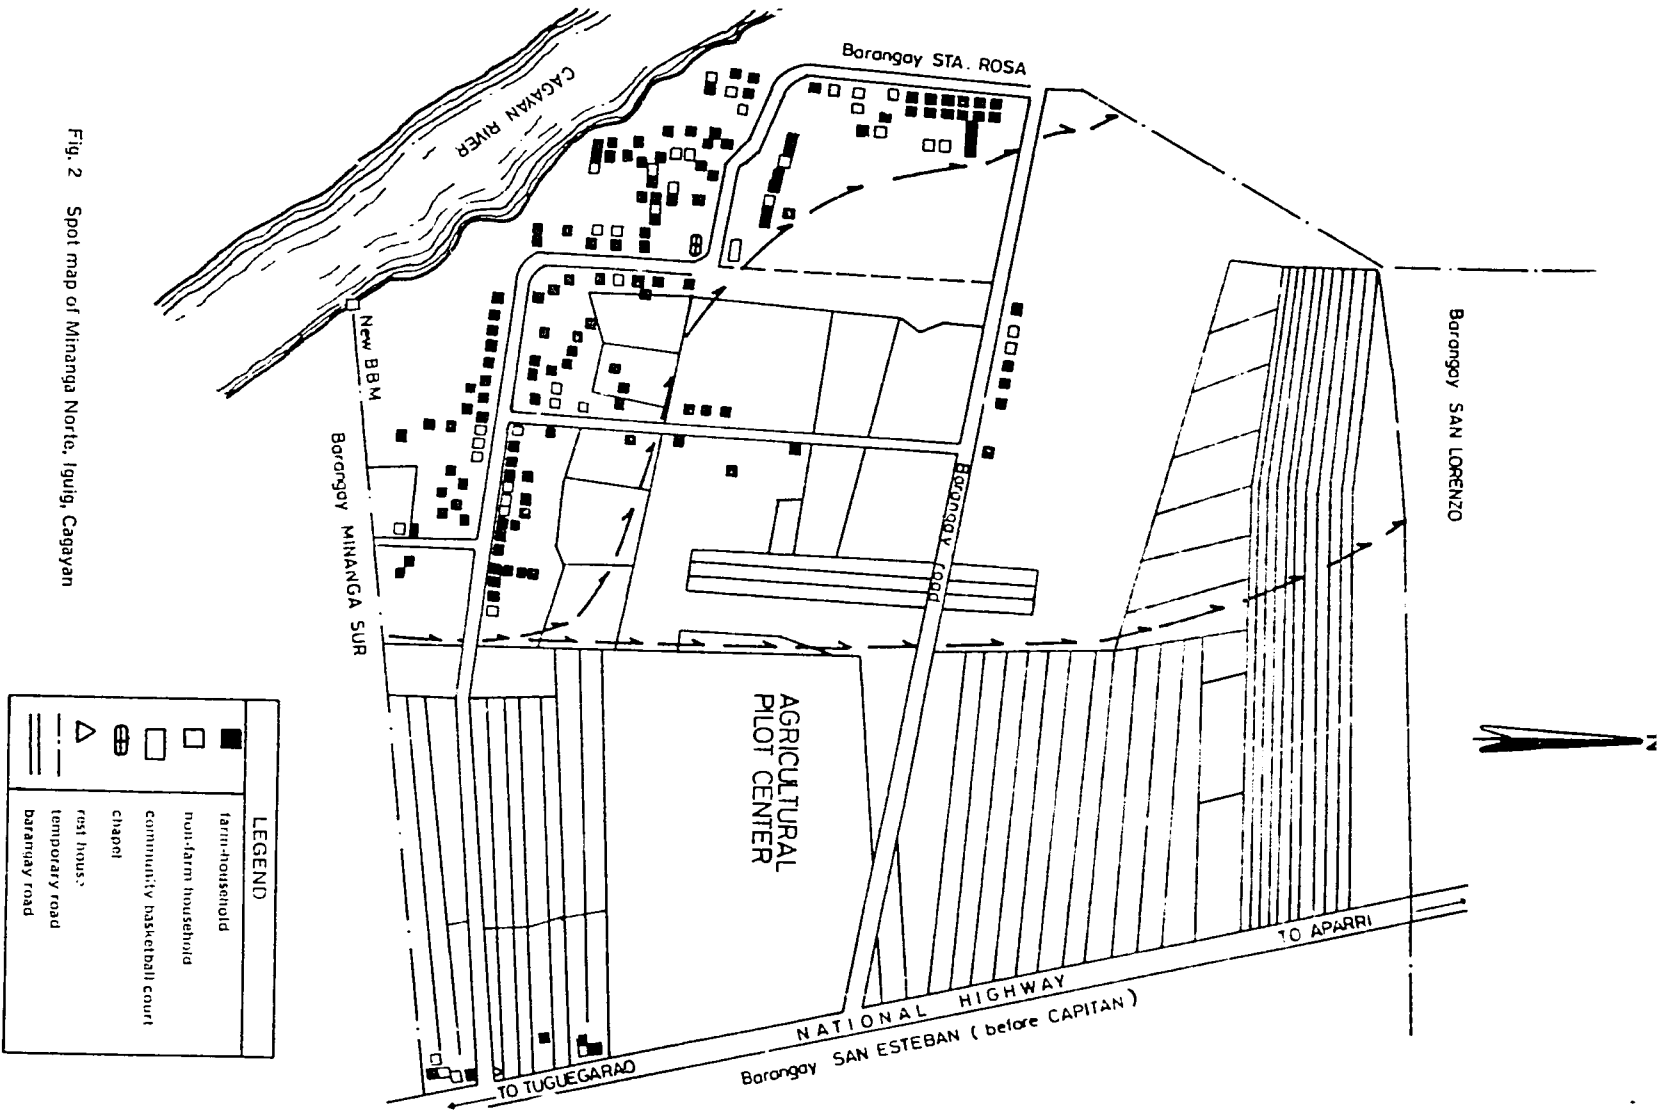 Barangay STA. ROSA
CAGAYAN RIVER
New BBM
Barangay MINANGA SUR
Barangay SAN LORENZO
Barangay road
AGRICULTURAL
PILOT CENTER
N
TO APARRI
NATIONAL HIGHWAY
Barangay SAN ESTEBAN (before CAPITAN)
TO TUGUEGARAO
LEGEND
farm-household
non-farm household
community basketball court
chapel
rest house
temporary road
barangay road
Fig. 2 Spot map of Minanga Norte, Iguig, Cagayan